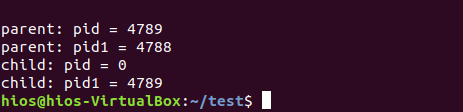 parent: pid = 4789
parent: pid1 = 4788
child: pid = 0
child: pid1 = 4789
hios@hios-VirtualBox:~/test$